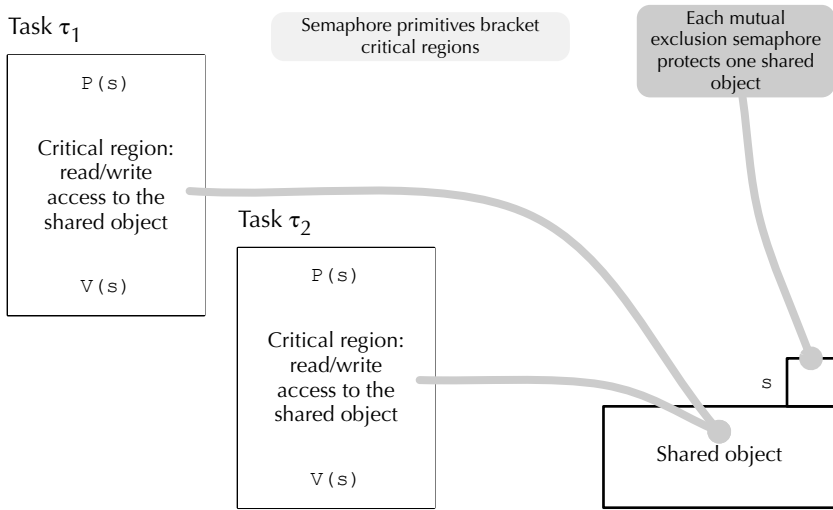 Task τ1
Semaphore primitives bracket
critical regions
Each mutual
exclusion semaphore
protects one shared
object
P(s)
Critical region:
read/write
access to the
shared object
V(s)
Task τ2
P(s)
Critical region:
read/write
access to the
shared object
V(s)
s
Shared object